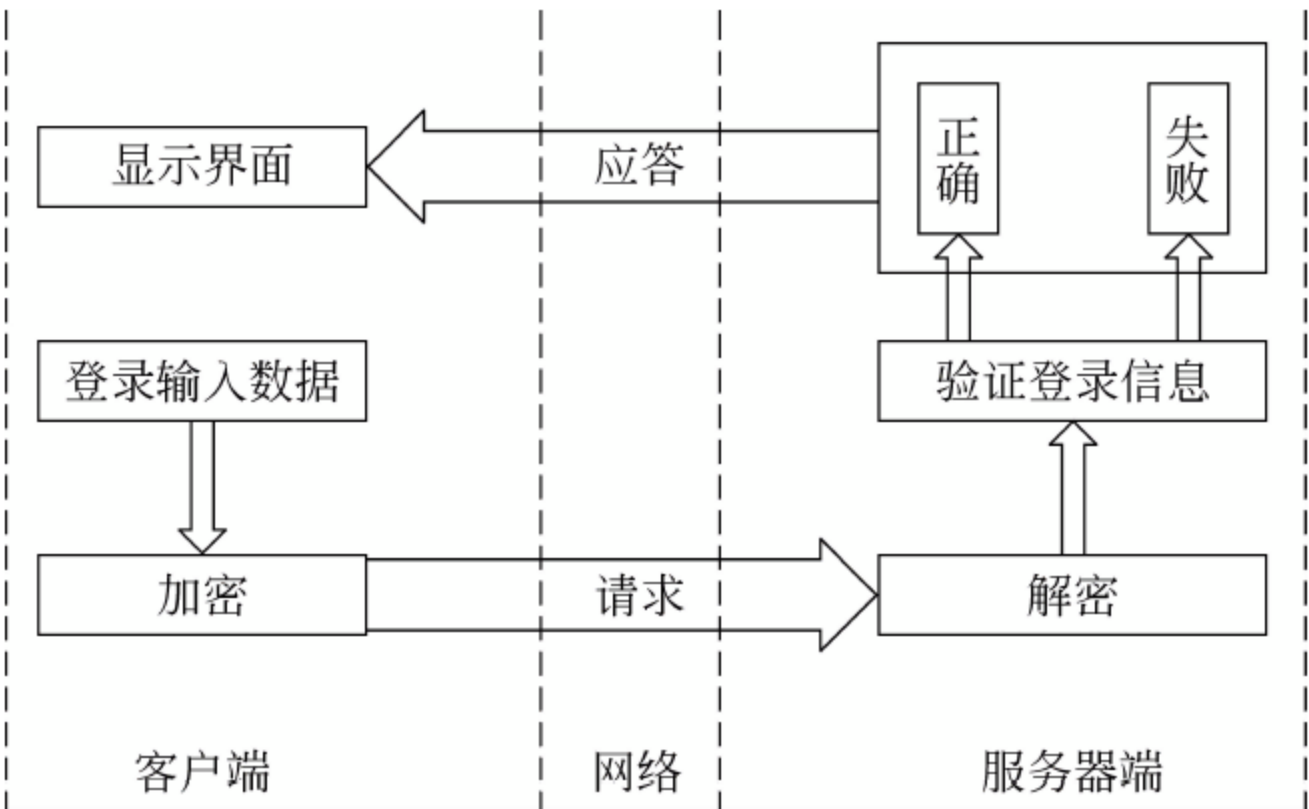 显示界面
应答
正确
失败
登录输入数据
验证登录信息
加密
请求
解密
客户端
网络
服务器端